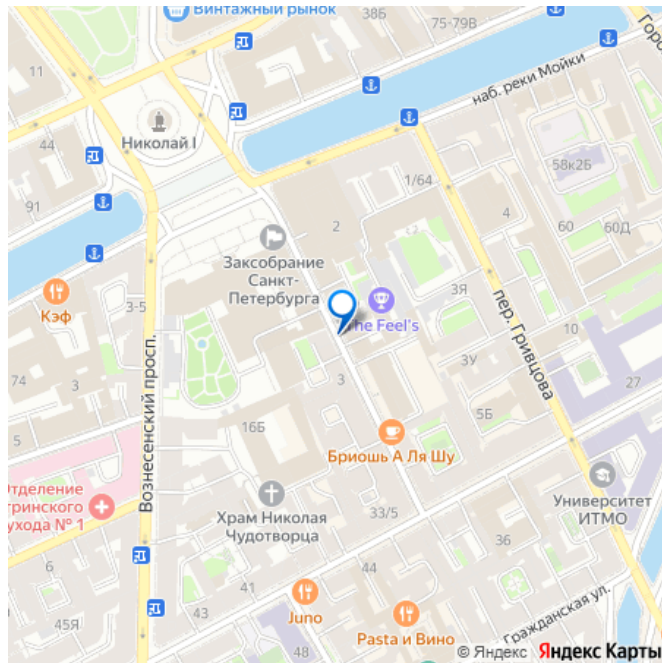 Винтажный рынок
38Б
75-79В
Горо
11
наб. реки Мойки
Николай I
44
58к2Б
1/64
91
4
2
60
60Д
Заксобрание
Санкт-
Петербурга
3Я
пер. Гривцова
Кэф
3-5
The Feel's
10
Вознесенский просп.
74
3
3
3У
27
5
16Б
5Б
Бриошь А Ля Шу
Отделение
ухода № 1
Храм Николая
Чудотворца
33/5
Университет
ИТМО
6
36
44
41
43
Juno
45Я
48
Pasta и Вино
Гражданская ул.
© Яндекс Яндекс Карты